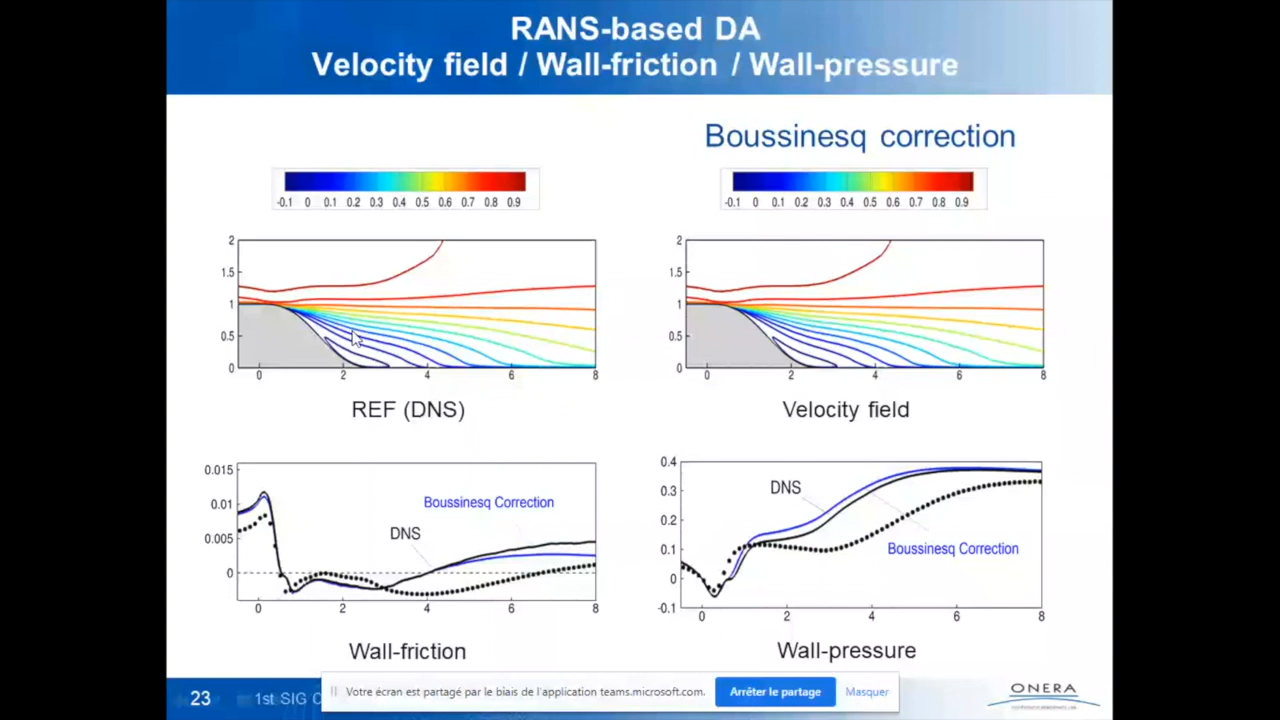 RANS-based DA
Velocity field / Wall-friction / Wall-pressure
Boussinesq correction
-0.1 0 0.1 0.2 0.3 0.4 0.5 0.6 0.7 0.8 0.9
-0.1 0 0.1 0.2 0.3 0.4 0.5 0.6 0.7 0.8 0.9
2
1.5
1
0.5
0
0 2 4 6 8
REF (DNS)
2
1.5
1
0.5
0
0 2 4 6 8
Velocity field
0.015
0.01
0.005
0
Boussinesq Correction
DNS
0 2 4 6 8
Wall-friction
0.4
0.3
0.2
0.1
0
-0.1
DNS
Boussinesq Correction
0 2 4 6 8
Wall-pressure
23
1st SIG
Votre écran est partagé par le biais de l'application teams.microsoft.com.
Arrêter le partage
Masquer
ONERA